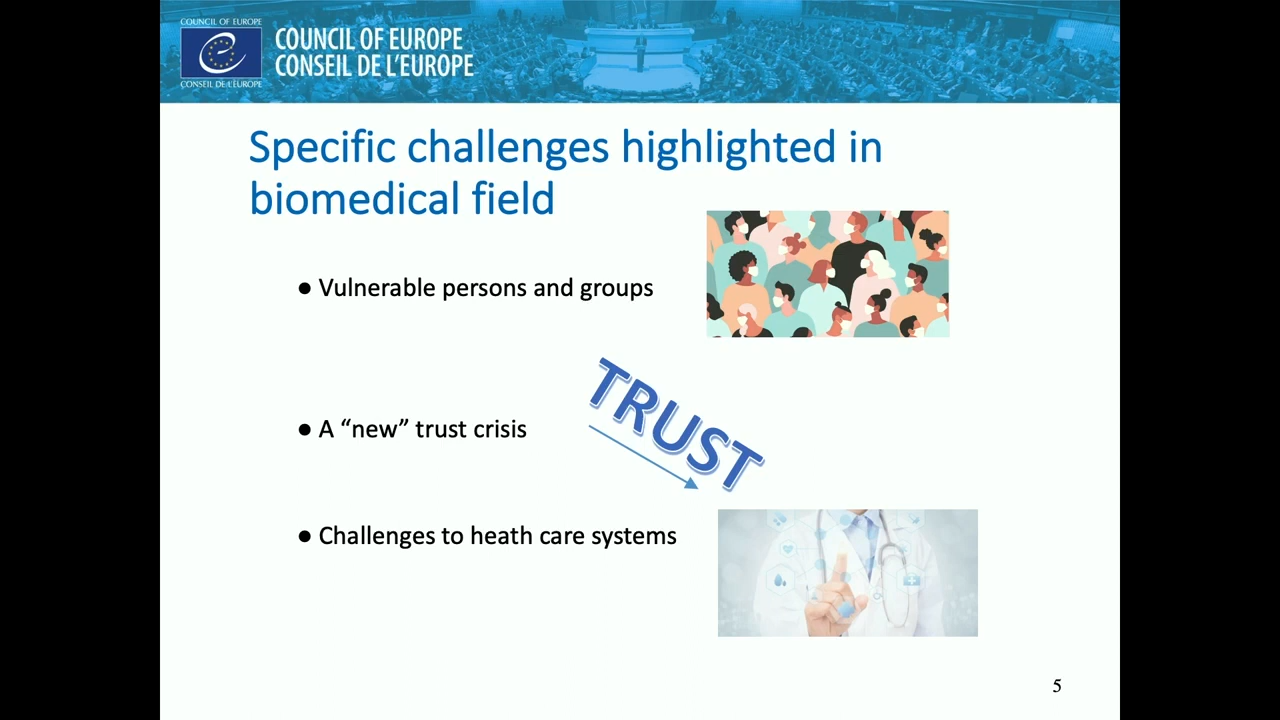 COUNCIL OF EUROPE
CONSEIL DE L'EUROPE
COUNCIL OF EUROPE
CONSEIL DE L'EUROPE
Specific challenges highlighted in
biomedical field
● Vulnerable persons and groups
TRUST
● A “new” trust crisis
● Challenges to heath care systems
5